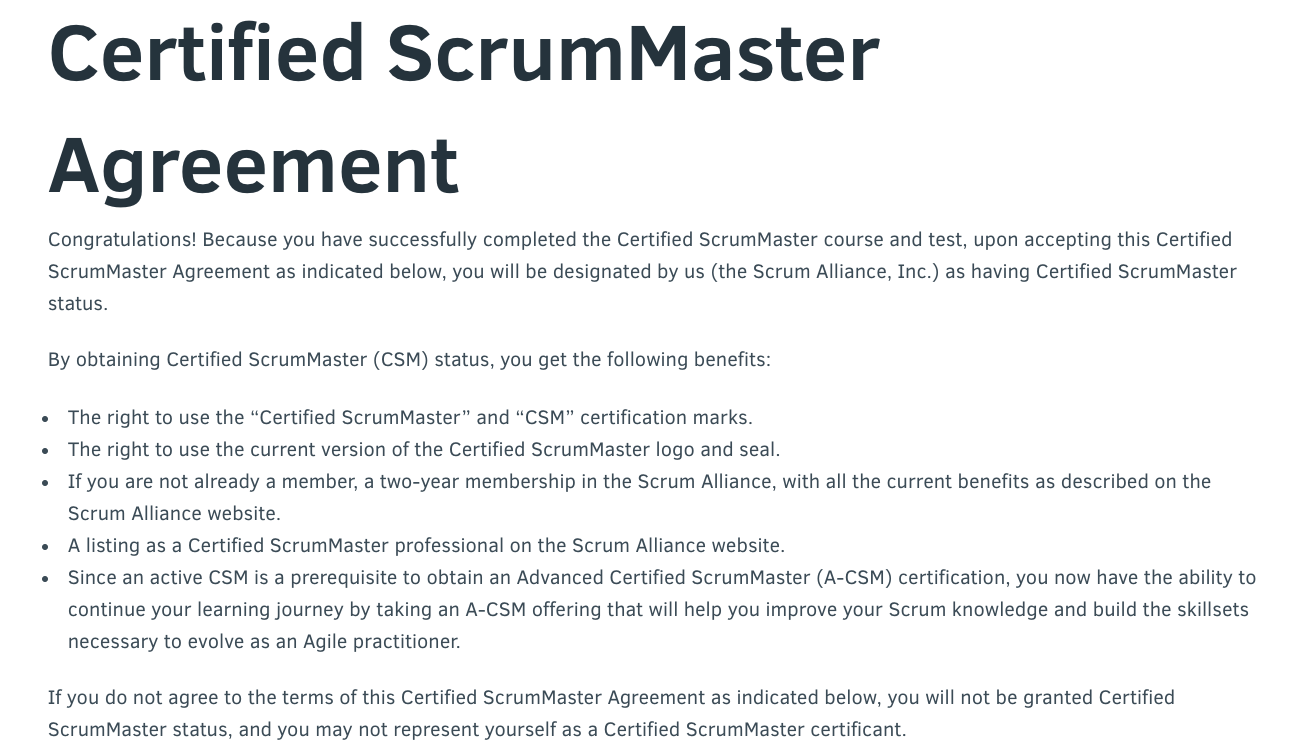 Certified ScrumMaster
Agreement
Congratulations! Because you have successfully completed the Certified ScrumMaster course and test, upon accepting this Certified
ScrumMaster Agreement as indicated below, you will be designated by us (the Scrum Alliance, Inc.) as having Certified ScrumMaster
status.
By obtaining Certified ScrumMaster (CSM) status, you get the following benefits:
• The right to use the “Certified ScrumMaster” and “CSM” certification marks.
• The right to use the current version of the Certified ScrumMaster logo and seal.
• If you are not already a member, a two-year membership in the Scrum Alliance, with all the current benefits as described on the
Scrum Alliance website.
• A listing as a Certified ScrumMaster professional on the Scrum Alliance website.
• Since an active CSM is a prerequisite to obtain an Advanced Certified ScrumMaster (A-CSM) certification, you now have the ability to
continue your learning journey by taking an A-CSM offering that will help you improve your Scrum knowledge and build the skillsets
necessary to evolve as an Agile practitioner.
If you do not agree to the terms of this Certified ScrumMaster Agreement as indicated below, you will not be granted Certified
ScrumMaster status, and you may not represent yourself as a Certified ScrumMaster certificant.